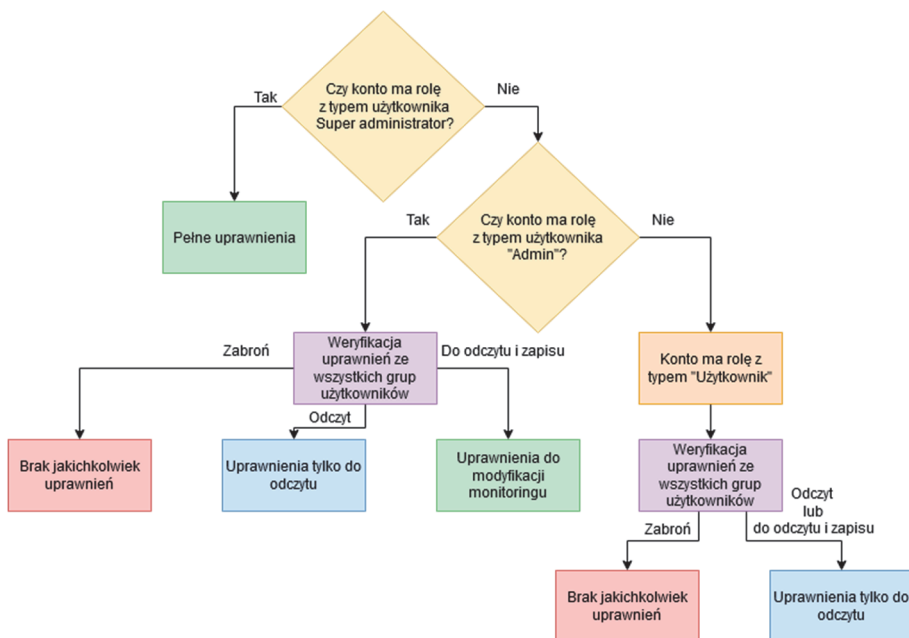 Czy konto ma rolę
z typem użytkownika
Super administrator?
Tak
Nie
Pełne uprawnienia
Czy konto ma rolę
z typem użytkownika
"Admin"?
Tak
Nie
Weryfikacja
uprawnień ze
wszystkich grup
użytkowników
Zabroń
Do odczytu i zapisu
Odczyt
Konto ma rolę z
typem "Użytkownik"
Brak jakichkolwiek
uprawnień
Uprawnienia tylko do
odczytu
Uprawnienia do
modyfikacji
monitoringu
Weryfikacja
uprawnień ze
wszystkich grup
użytkowników
Zabroń
Odczyt
lub
do odczytu i zapisu
Brak jakichkolwiek
uprawnień
Uprawnienia tylko do
odczytu